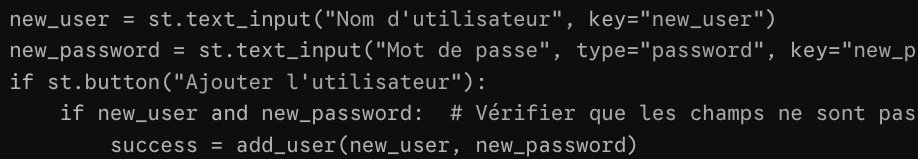 new_user = st.text_input("Nom d'utilisateur", key="new_user")
new_password = st.text_input("Mot de passe", type="password", key="new_p
if st.button("Ajouter l'utilisateur"):
    if new_user and new_password:  # Vérifier que les champs ne sont pas
        success = add_user(new_user, new_password)